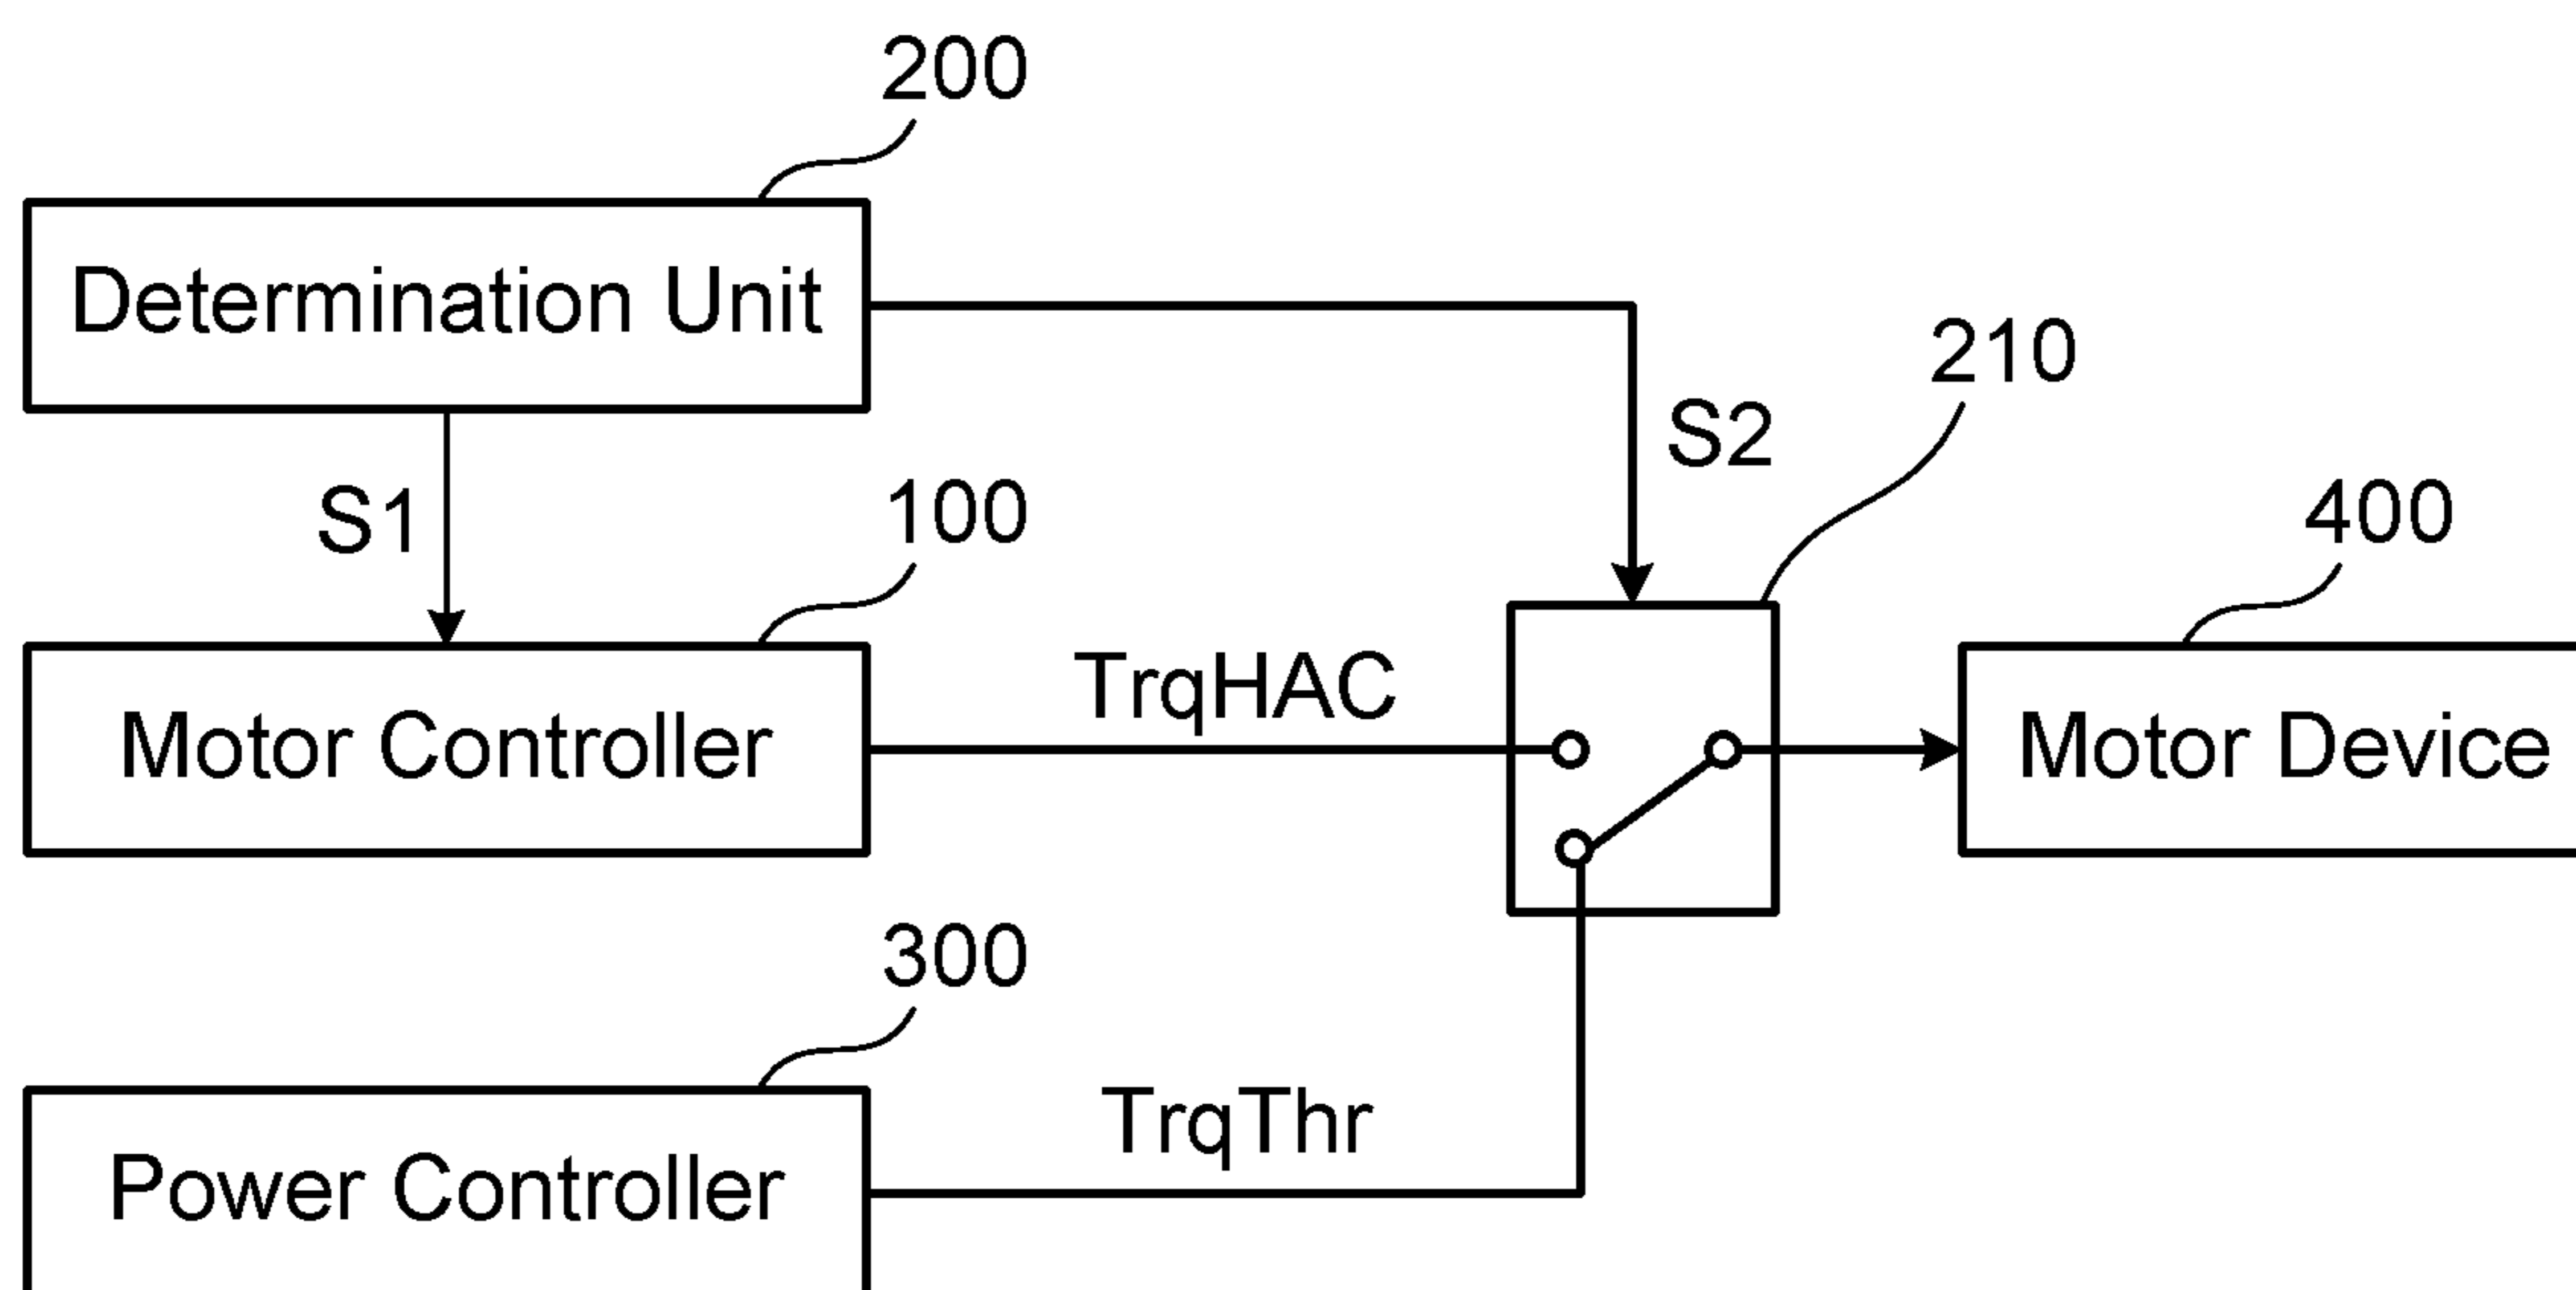 200
Determination Unit
210
S2
S1
100
400
TrqHAC
Motor Controller
Motor Device
300
TrqThr
Power Controller